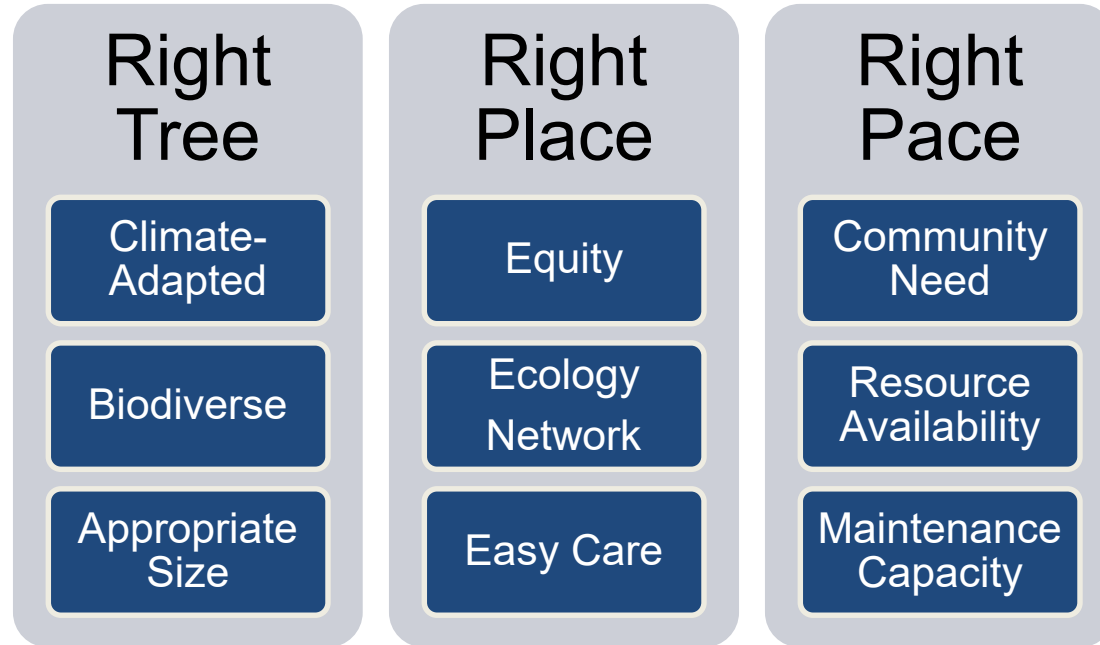 Right
Tree
Climate-
Adapted
Biodiverse
Appropriate
Size
Right
Place
Equity
Ecology
Network
Easy Care
Right
Pace
Community
Need
Resource
Availability
Maintenance
Capacity